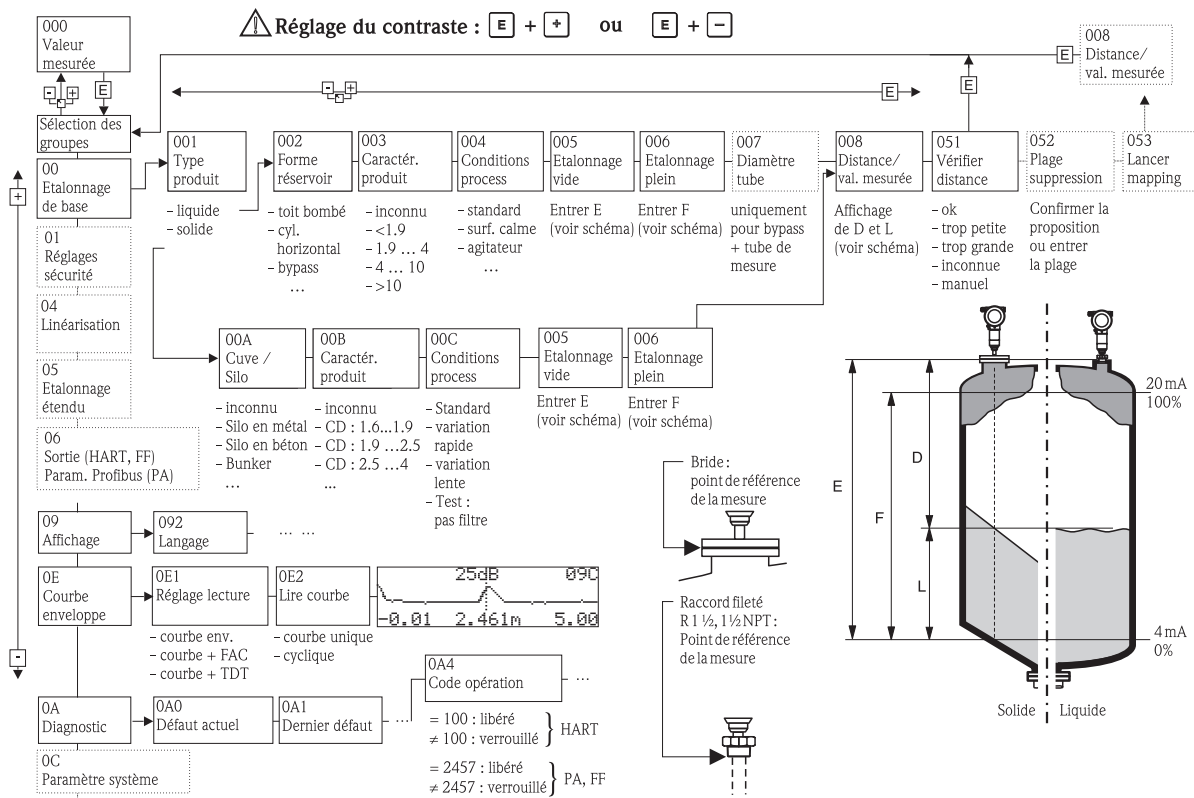 Réglage du contraste : E + + ou E + −
000
Valeur
mesurée
- +
E
008
Distance/
val. mesurée
E
E
- +
E
Sélection des
groupes
00
Etalonnage
de base
001
Type
produit
002
Forme
réservoir
003
Caractér.
produit
004
Conditions
process
005
Etalonnage
vide
006
Etalonnage
plein
007
Diamètre
tube
008
Distance/
val. mesurée
051
Vérifier
distance
052
Plage
suppression
053
Lancer
mapping
+
- liquide
- solide
- toit bombé
- cyl.
horizontal
- bypass
...
- inconnu
- <1.9
- 1.9 ... 4
- 4 ... 10
- >10
- standard
- surf. calme
- agitateur
...
Entrer E
(voir schéma)
Entrer F
(voir schéma)
uniquement
pour bypass
+ tube de
mesure
Affichage
de D et L
(voir schéma)
- ok
- trop petite
- trop grande
- inconnue
- manuel
Confirmer la
proposition
ou entrer
la plage
01
Réglages
sécurité
04
Linéarisation
05
Etalonnage
étendu
06
Sortie (HART, FF)
Param. Profibus (PA)
00A
Cuve /
Silo
00B
Caractér.
produit
00C
Conditions
process
005
Etalonnage
vide
006
Etalonnage
plein
- inconnu
- Silo en métal
- Silo en béton
- Bunker
...
- inconnu
- CD : 1.6...1.9
- CD : 1.9 ...2.5
- CD : 2.5 ...4
...
- Standard
- variation
rapide
- variation
lente
- Test :
pas filtre
Entrer E
(voir schéma)
Entrer F
(voir schéma)
20 mA
100%
D
E
F
L
4 mA
0%
Solide
Liquide
Bride :
point de référence
de la mesure
Raccord fileté
R 1 ½, 1 ½ NPT :
Point de référence
de la mesure
09
Affichage
092
Langage
... ...
0E
Courbe
enveloppe
0E1
Réglage lecture
0E2
Lire courbe
25dB 09C
-0.01 2.461m 5.00
- courbe env.
- courbe + FAC
- courbe + TDT
- courbe unique
- cyclique
-
0A
Diagnostic
0A0
Défaut actuel
0A1
Dernier défaut
...
0A4
Code opération
...
= 100 : libéré
≠ 100 : verrouillé
HART
= 2457 : libéré
≠ 2457 : verrouillé
PA, FF
0C
Paramètre système